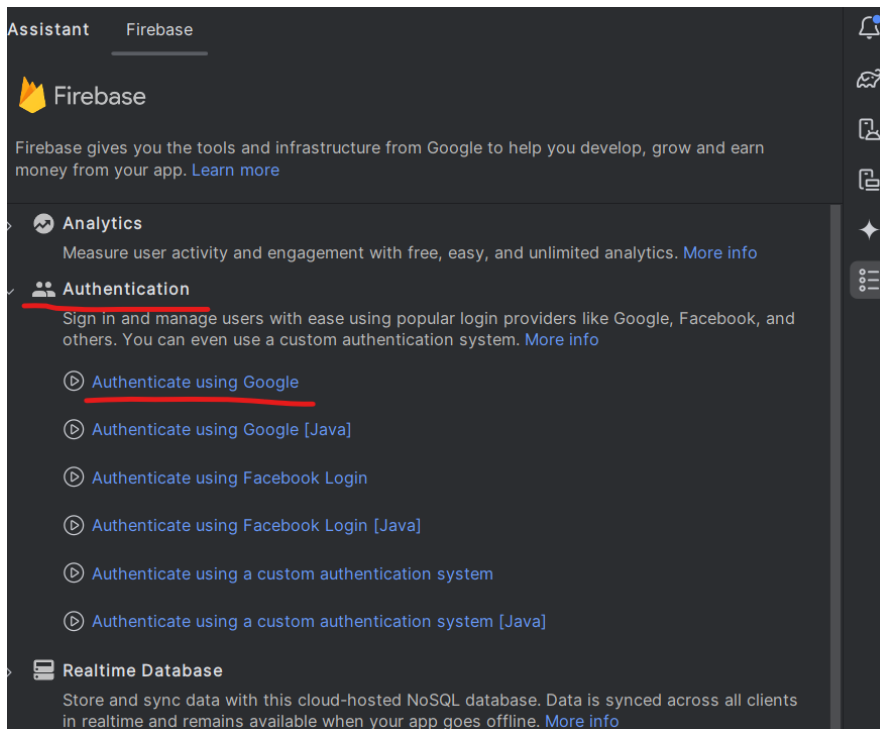 Assistant Firebase
Firebase
Firebase gives you the tools and infrastructure from Google to help you develop, grow and earn
money from your app. Learn more
Analytics
Measure user activity and engagement with free, easy, and unlimited analytics. More info
Authentication
Sign in and manage users with ease using popular login providers like Google, Facebook, and
others. You can even use a custom authentication system. More info
Authenticate using Google
Authenticate using Google [Java]
Authenticate using Facebook Login
Authenticate using Facebook Login [Java]
Authenticate using a custom authentication system
Authenticate using a custom authentication system [Java]
Realtime Database
Store and sync data with this cloud-hosted NoSQL database. Data is synced across all clients
in realtime and remains available when your app goes offline. More info